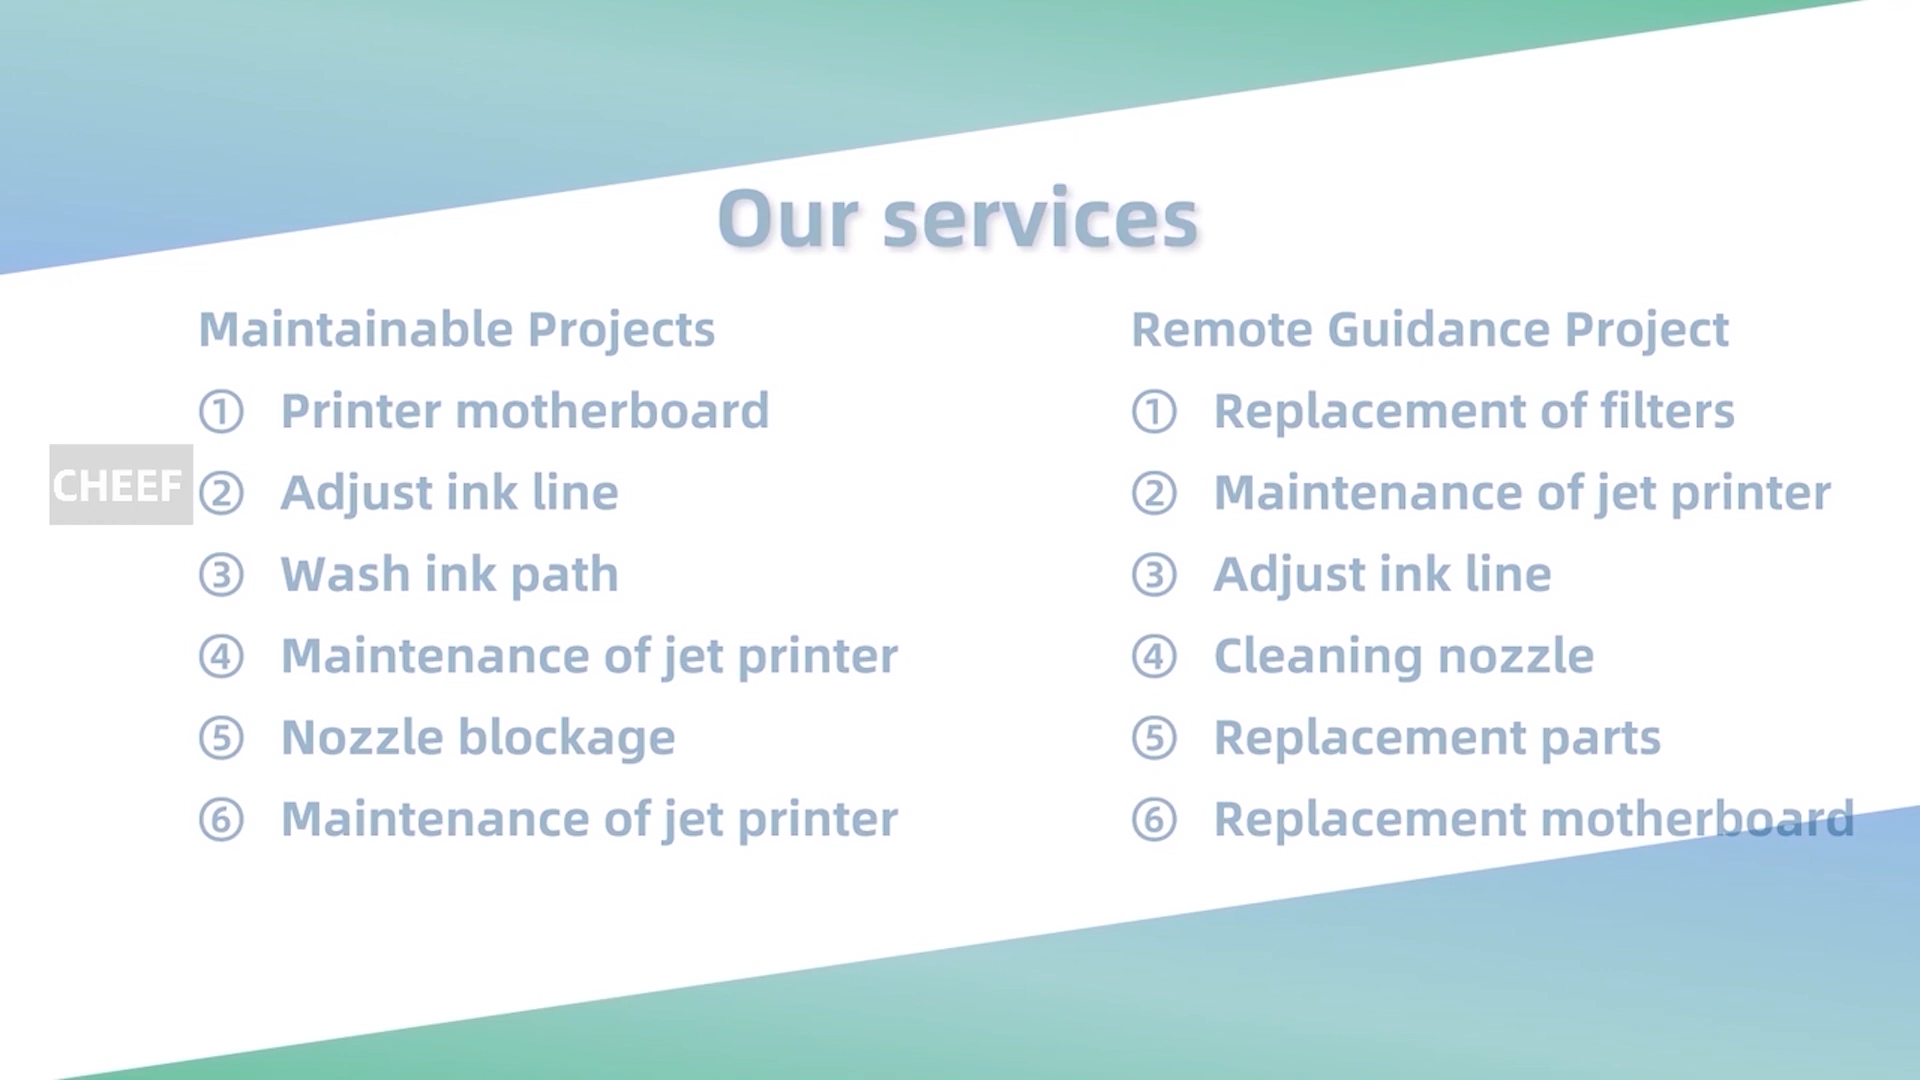 Our services
Maintainable Projects
① Printer motherboard
② Adjust ink line
③ Wash ink path
④ Maintenance of jet printer
⑤ Nozzle blockage
⑥ Maintenance of jet printer
Remote Guidance Project
① Replacement of filters
② Maintenance of jet printer
③ Adjust ink line
④ Cleaning nozzle
⑤ Replacement parts
⑥ Replacement motherboard
CHEEF